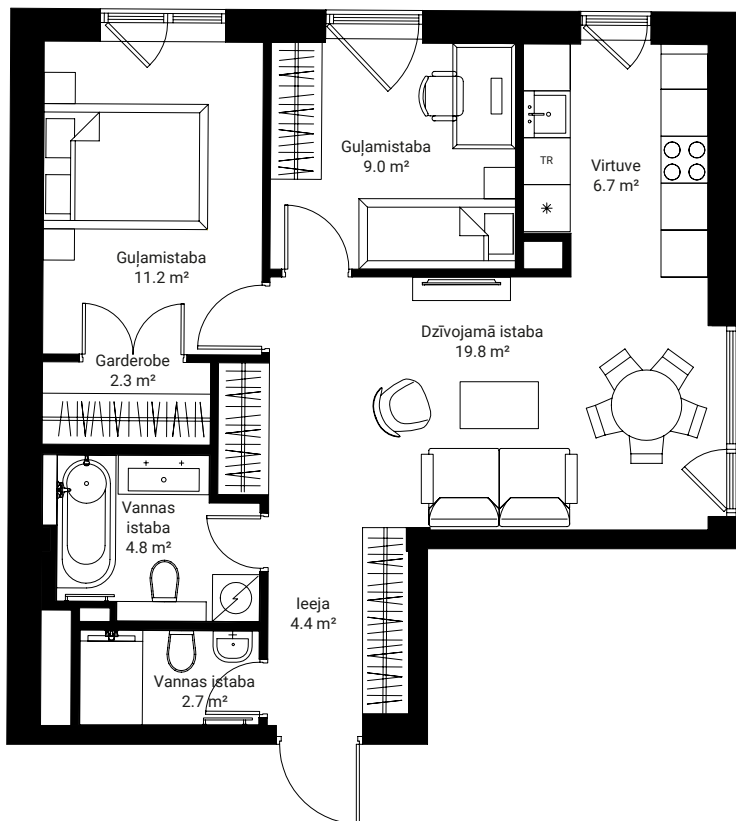 Guļamistaba
9.0 m²
TR
Virtuve
6.7 m²
Guļamistaba
11.2 m²
Dzīvojamā istaba
19.8 m²
Garderobe
2.3 m²
Vannas
istaba
4.8 m²
Ieeja
4.4 m²
Vannas istaba
2.7 m²